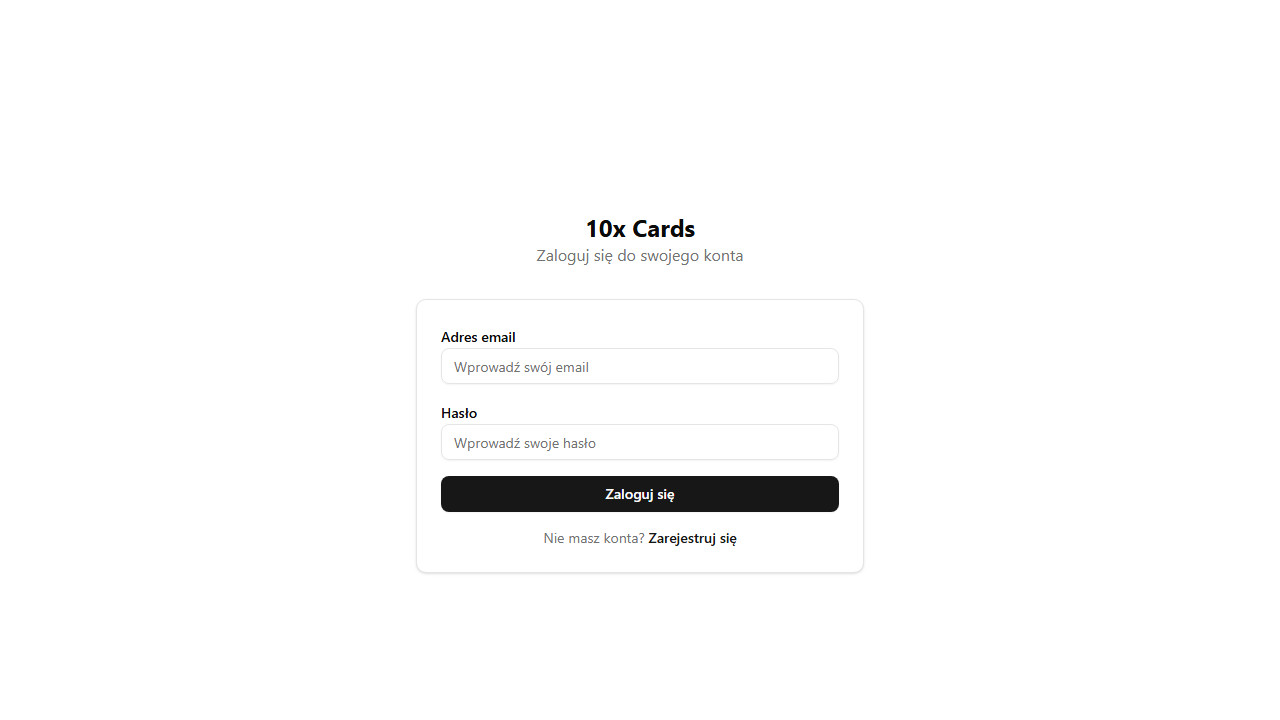 10x Cards
Zaloguj się do swojego konta
Adres email
Wprowadź swój email
Hasło
Wprowadź swoje hasło
Zaloguj się
Nie masz konta? Zarejestruj się